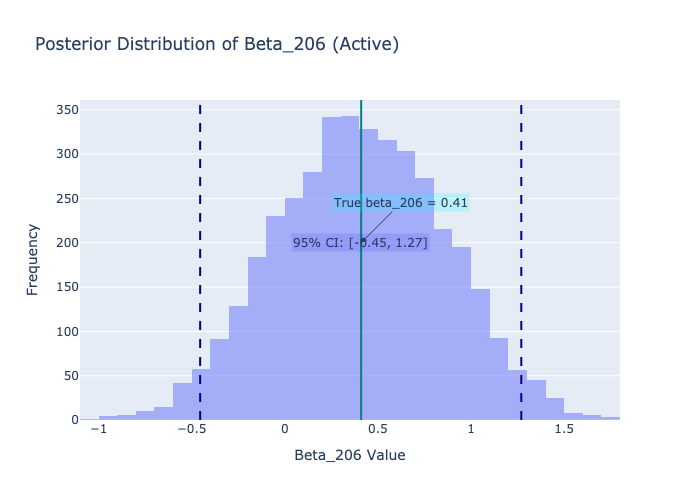 Posterior Distribution of Beta_206 (Active)
350
300
250
200
150
100
50
0
Frequency
True beta_206 = 0.41
95% CI: [-0.45, 1.27]
−1
−0.5
0
0.5
1
1.5
Beta_206 Value